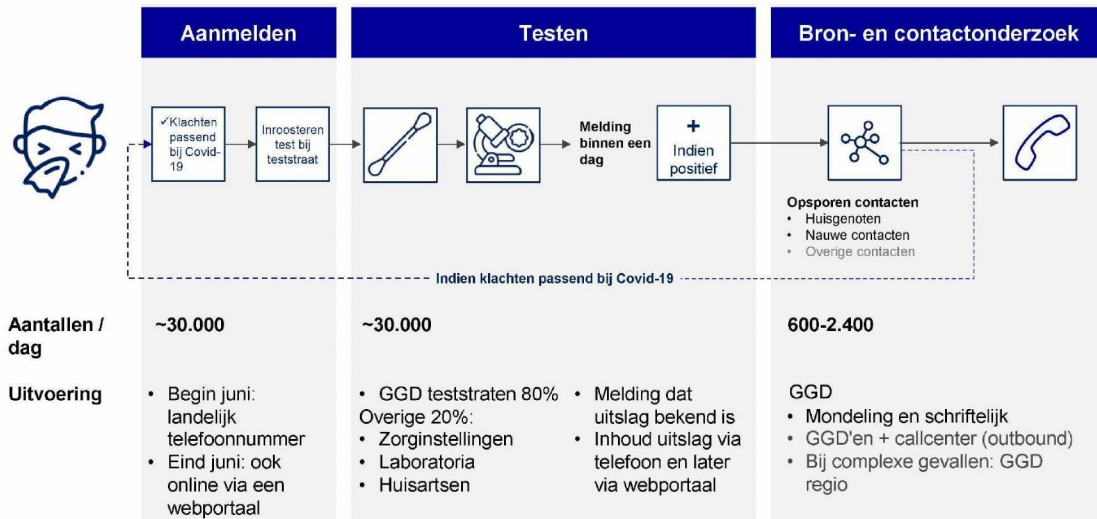 Aanmelden
Testen
Bron- en contactonderzoek
✓Klachten
passend
bij Covid-
19
Inroosteren
test bij
teststraat
Melding
binnen een
dag
+
Indien
positief
Opsporen contacten
• Huisgenoten
• Nauwe contacten
• Overige contacten
Indien klachten passend bij Covid-19
Aantallen /
dag
~30.000
~30.000
600-2.400
Uitvoering
• Begin juni:
landelijk
telefoonnummer
• Eind juni: ook
online via een
webportaal
• GGD teststraten 80%
Overige 20%:
• Zorginstellingen
• Laboratoria
• Huisartsen
• Melding dat
uitslag bekend is
• Inhoud uitslag via
telefoon en later
via webportaal
GGD
• Mondeling en schriftelijk
• GGD'en + callcenter (outbound)
• Bij complexe gevallen: GGD
regio